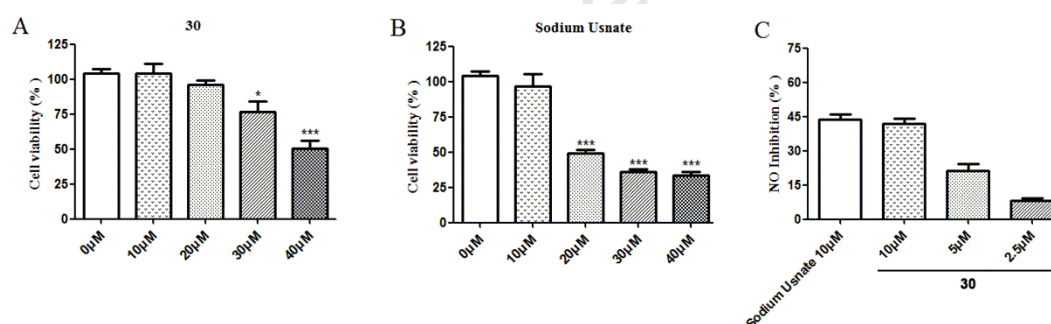 A
30
Cell viability (% )
125
100
75
50
25
0
*
***
0µM
10µM
20µM
30µM
40µM
B
Sodium Usnate
Cell viability (% )
125
100
75
50
25
0
***
***
***
0µM
10µM
20µM
30µM
40µM
C
NO Inhibition (% )
75
60
45
30
15
0
Sodium Usnate 10µM
10µM
5µM
2.5µM
30